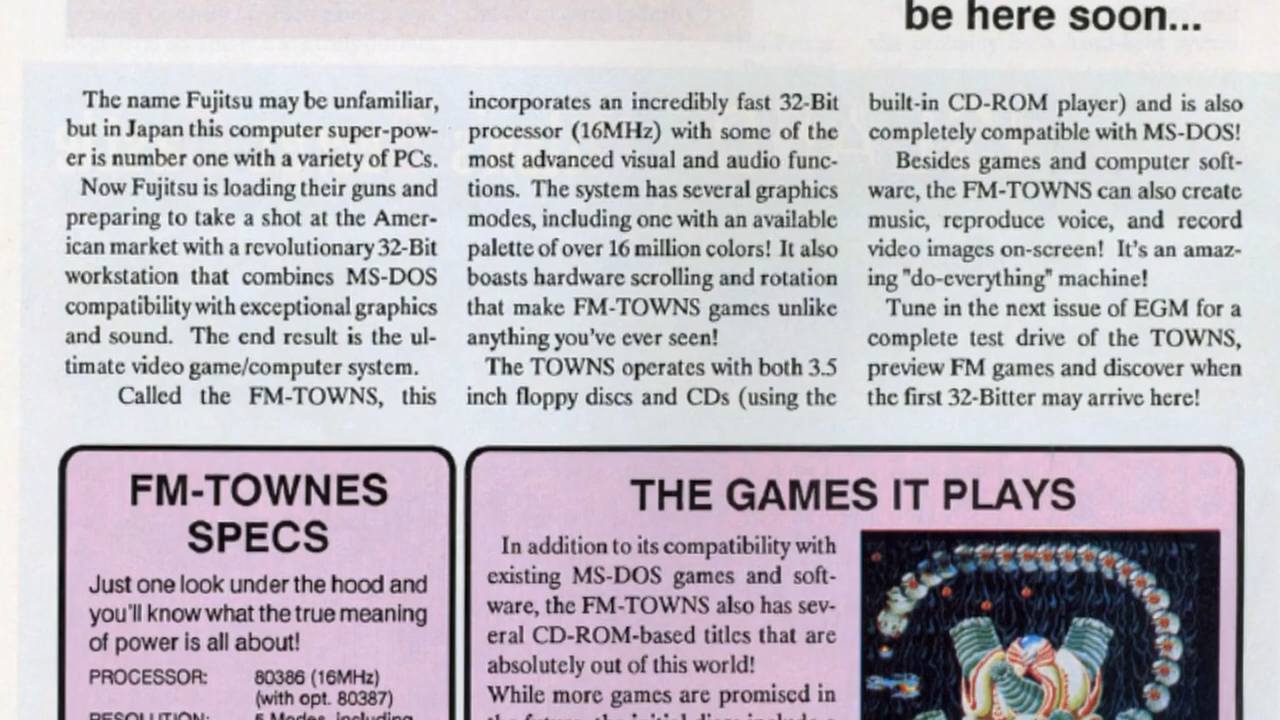 be here soon...
The name Fujitsu may be unfamiliar,
but in Japan this computer super-pow-
er is number one with a variety of PCs.
Now Fujitsu is loading their guns and
preparing to take a shot at the Amer-
ican market with a revolutionary 32-Bit
workstation that combines MS-DOS
compatibility with exceptional graphics
and sound. The end result is the ul-
timate video game/computer system.
Called the FM-TOWNS, this
incorporates an incredibly fast 32-Bit
processor (16MHz) with some of the
most advanced visual and audio func-
tions. The system has several graphics
modes, including one with an available
palette of over 16 million colors! It also
boasts hardware scrolling and rotation
that make FM-TOWNS games unlike
anything you've ever seen!
The TOWNS operates with both 3.5
inch floppy discs and CDs (using the
built-in CD-ROM player) and is also
completely compatible with MS-DOS!
Besides games and computer soft-
ware, the FM-TOWNS can also create
music, reproduce voice, and record
video images on-screen! It's an amaz-
ing "do-everything" machine!
Tune in the next issue of EGM for a
complete test drive of the TOWNS,
preview FM games and discover when
the first 32-Bitter may arrive here!
FM-TOWNES
SPECS
Just one look under the hood and
you'll know what the true meaning
of power is all about!
PROCESSOR: 80386 (16MHz)
(with opt. 80387)
RESOLUTION: 5 Modes, including
THE GAMES IT PLAYS
In addition to its compatibility with
existing MS-DOS games and soft-
ware, the FM-TOWNS also has sev-
eral CD-ROM-based titles that are
absolutely out of this world!
While more games are promised in
the future, the initial discs include a